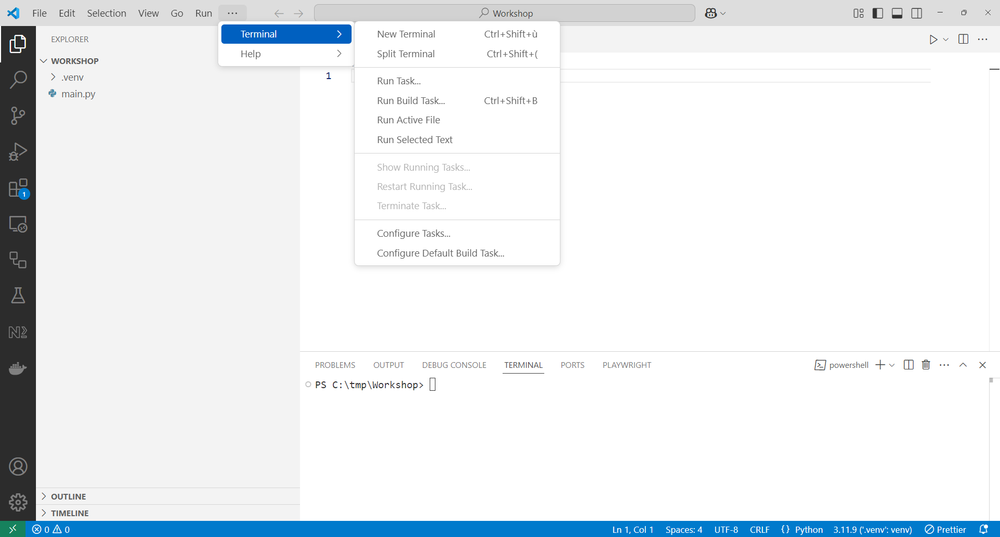 File Edit Selection View Go Run ··· Workshop
EXPLORER
WORKSHOP
.venv
main.py
OUTLINE
TIMELINE
1
Terminal
Help
New Terminal Ctrl+Shift+ù
Split Terminal Ctrl+Shift+(
Run Task...
Run Build Task... Ctrl+Shift+B
Run Active File
Run Selected Text
Show Running Tasks...
Restart Running Task...
Terminate Task...
Configure Tasks...
Configure Default Build Task...
1
PROBLEMS OUTPUT DEBUG CONSOLE TERMINAL PORTS PLAYWRIGHT powershell
PS C:\tmp\Workshop>
0 0 Ln 1, Col 1 Spaces: 4 UTF-8 CRLF {} Python 3.11.9 ('.venv': venv) Prettier